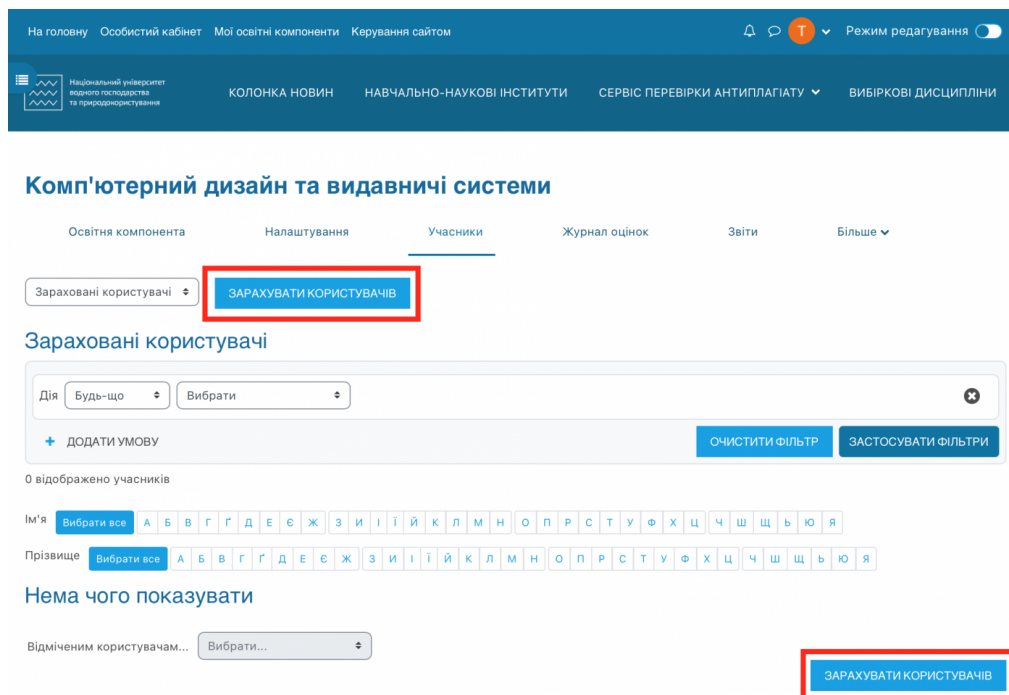 На головну Особистий кабінет Мої освітні компоненти Керування сайтом Т Режим редагування
Національний університет
водного господарства
та природокористування
КОЛОНКА НОВИН НАВЧАЛЬНО-НАУКОВІ ІНСТИТУТИ СЕРВІС ПЕРЕВІРКИ АНТИПЛАГІАТУ ВИБІРКОВІ ДИСЦИПЛІНИ
Комп'ютерний дизайн та видавничі системи
Освітня компонента Налаштування Учасники Журнал оцінок Звіти Більше
Зараховані користувачі ЗАРАХУВАТИ КОРИСТУВАЧІВ
Зараховані користувачі
Дія Будь-що Вибрати
+ ДОДАТИ УМОВУ ОЧИСТИТИ ФІЛЬТР ЗАСТОСУВАТИ ФІЛЬТРИ
0 відображено учасників
Ім'я Вибрати все А Б В Г Ґ Д Е Є Ж З И І Ї Й К Л М Н О П Р С Т У Ф Х Ц Ч Ш Щ Ь Ю Я
Прізвище Вибрати все А Б В Г Ґ Д Е Є Ж З И І Ї Й К Л М Н О П Р С Т У Ф Х Ц Ч Ш Щ Ь Ю Я
Нема чого показувати
Відміченим користувачам... Вибрати...
ЗАРАХУВАТИ КОРИСТУВАЧІВ